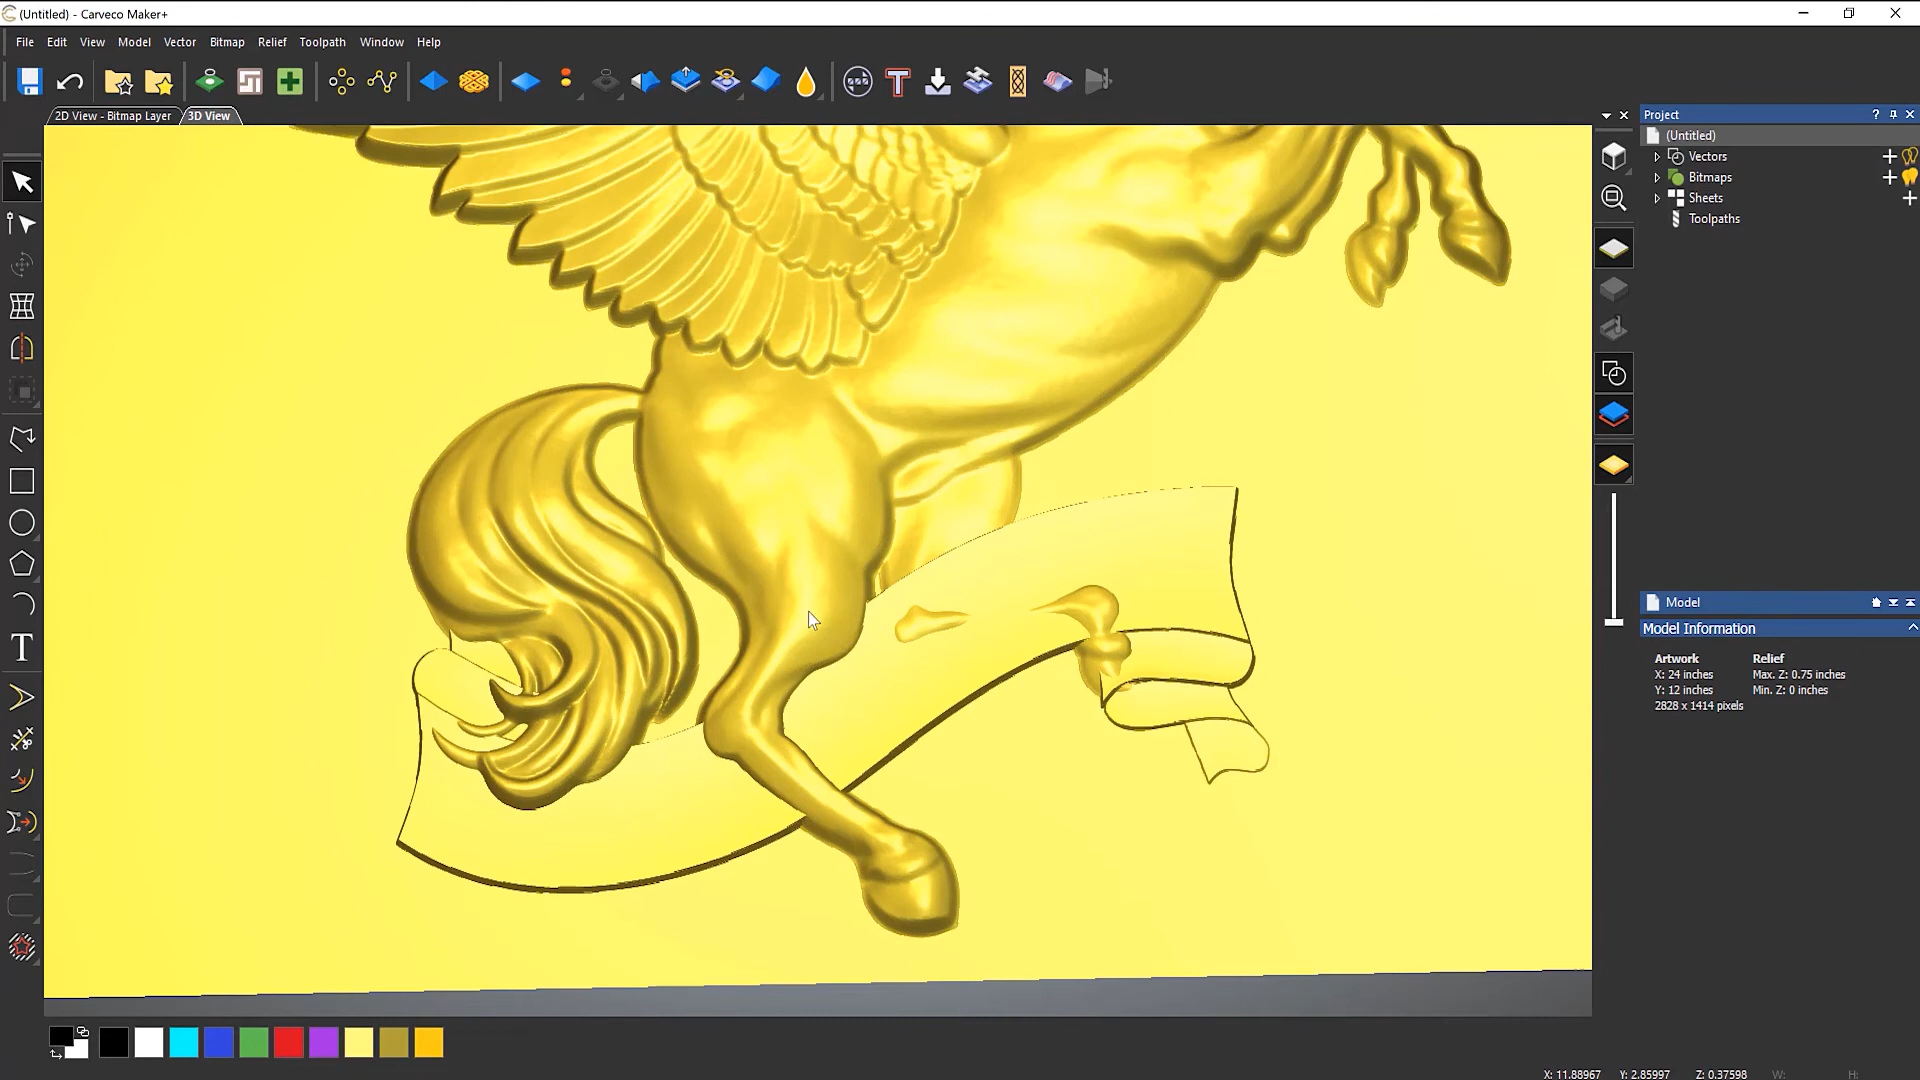 (Untitled) - Carveco Maker+
File Edit View Model Vector Bitmap Relief Toolpath Window Help
2D View - Bitmap Layer 3D View
Project
(Untitled)
Vectors
Bitmaps
Sheets
Toolpaths
Model
Model Information
Artwork Relief
X: 24 inches Max. Z: 0.75 inches
Y: 12 inches Min. Z: 0 inches
2828 x 1414 pixels
X: 11.88967 Y: 2.85997 Z: 0.37598 W: H: